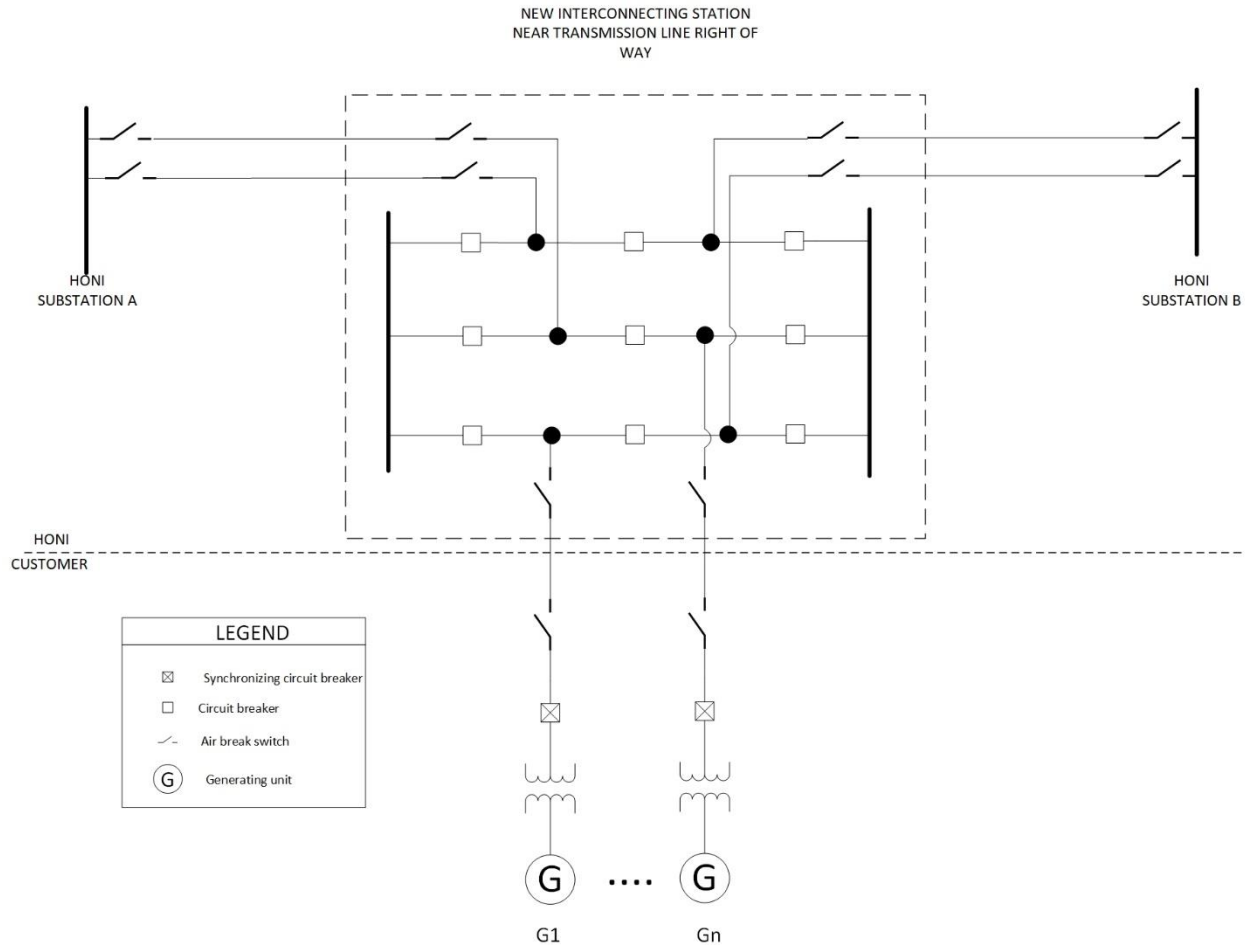 NEW INTERCONNECTING STATION
NEAR TRANSMISSION LINE RIGHT OF
WAY
HONI
SUBSTATION A
HONI
SUBSTATION B
HONI
CUSTOMER
LEGEND
Synchronizing circuit breaker
Circuit breaker
Air break switch
G
Generating unit
G
....
G
G1
Gn